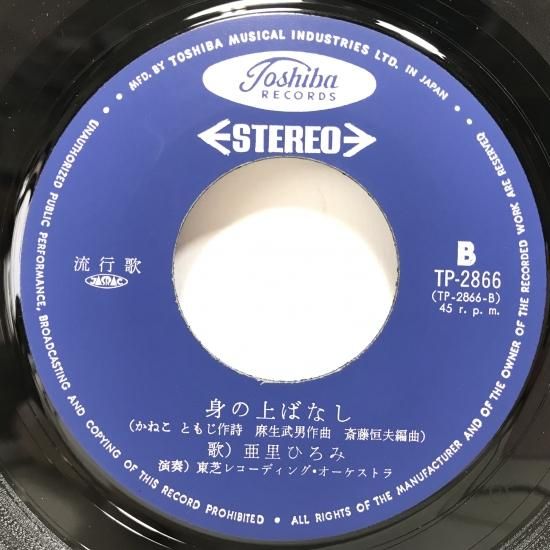 • MFD. BY TOSHIBA MUSICAL INDUSTRIES LTD. IN JAPAN •
Toshiba
RECORDS
STEREO
流行歌
JASRAC
B
TP-2866
(TP-2866-B)
45 r. p. m.
身の上ばなし
(かねこ ともじ作詩 麻生武男作曲 斎藤恒夫編曲)
歌) 亜里ひろみ
演奏) 東芝レコーディング・オーケストラ
UNAUTHORIZED PUBLIC PERFORMANCE, BROADCASTING AND COPYING OF THIS RECORD PROHIBITED • ALL RIGHTS OF THE MANUFACTURER AND OF THE OWNER OF THE RECORDED WORK ARE RESERVED